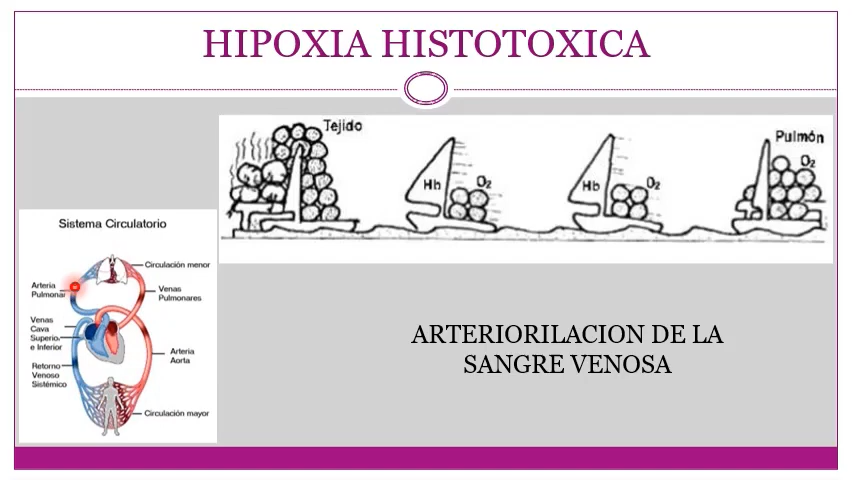 HIPOXIA HISTOTOXICA
Tejido
Hb
O₂
Hb
O₂
Pulmón
O₂
Sistema Circulatorio
Circulación menor
Arteria
Pulmonar
Venas
Pulmonares
Venas
Cava
Superio-
e Inferior
Arteria
Aorta
Retorno
Venoso
Sistémico
Circulación mayor
ARTERIORILACION DE LA
SANGRE VENOSA